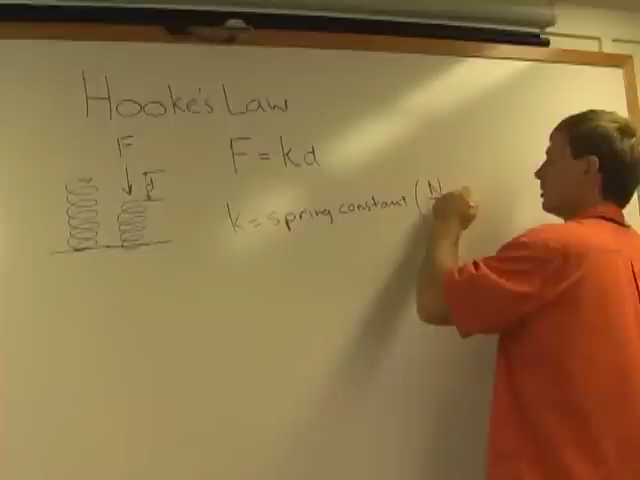 Hooke's Law
F
d
F = kd
k = spring constant (N